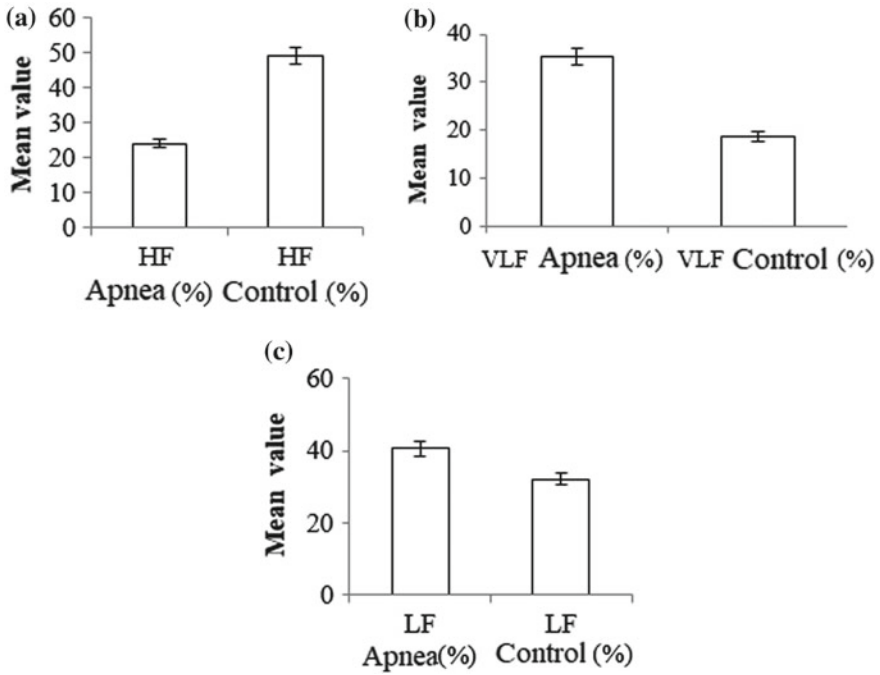 (a)
Mean value
60
50
40
30
20
10
0
HF HF
Apnea (%) Control (%)
(b)
Mean value
40
30
20
10
0
VLF Apnea (%) VLF Control (%)
(c)
Mean value
60
40
20
0
LF LF
Apnea(%) Control (%)